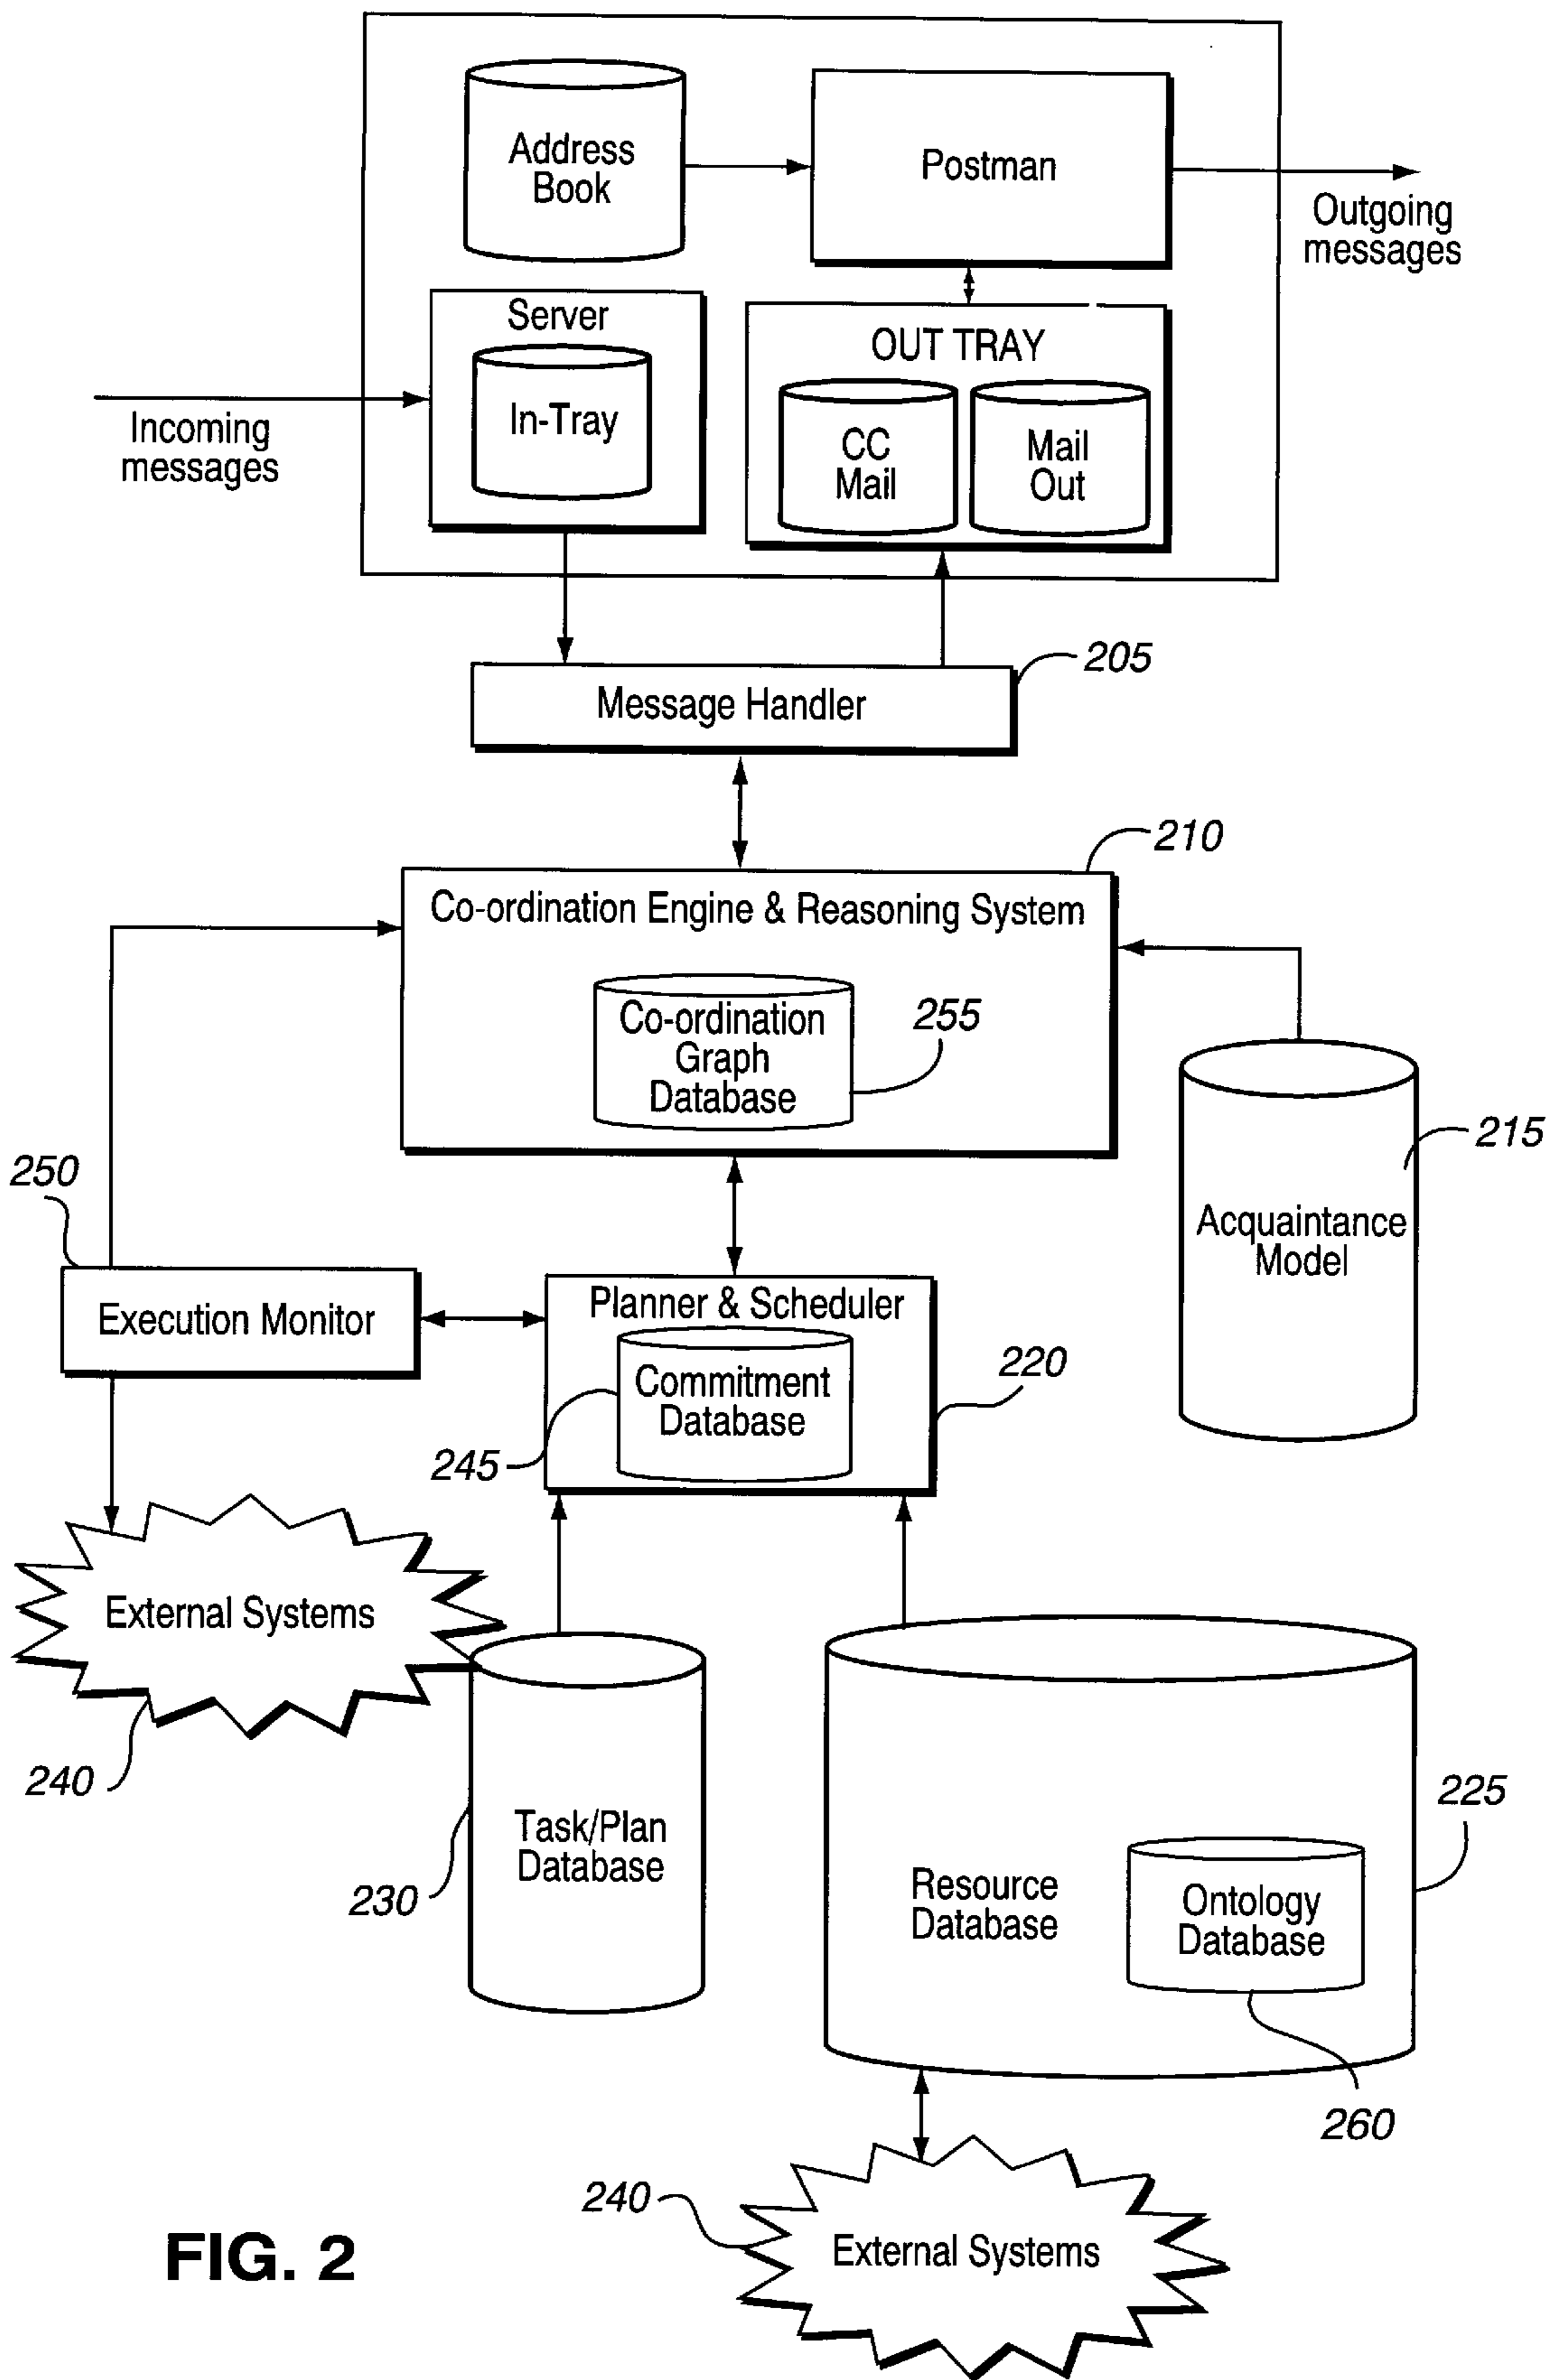 Address
Book
Postman
Outgoing
messages
Server
In-Tray
OUT TRAY
CC
Mail
Mail
Out
Incoming
messages
205
Message Handler
210
Co-ordination Engine & Reasoning System
Co-ordination
Graph
Database
255
215
Acquaintance
Model
250
Execution Monitor
Planner & Scheduler
Commitment
Database
220
245
External Systems
240
Task/Plan
Database
230
225
Resource
Database
Ontology
Database
260
240
External Systems
FIG. 2